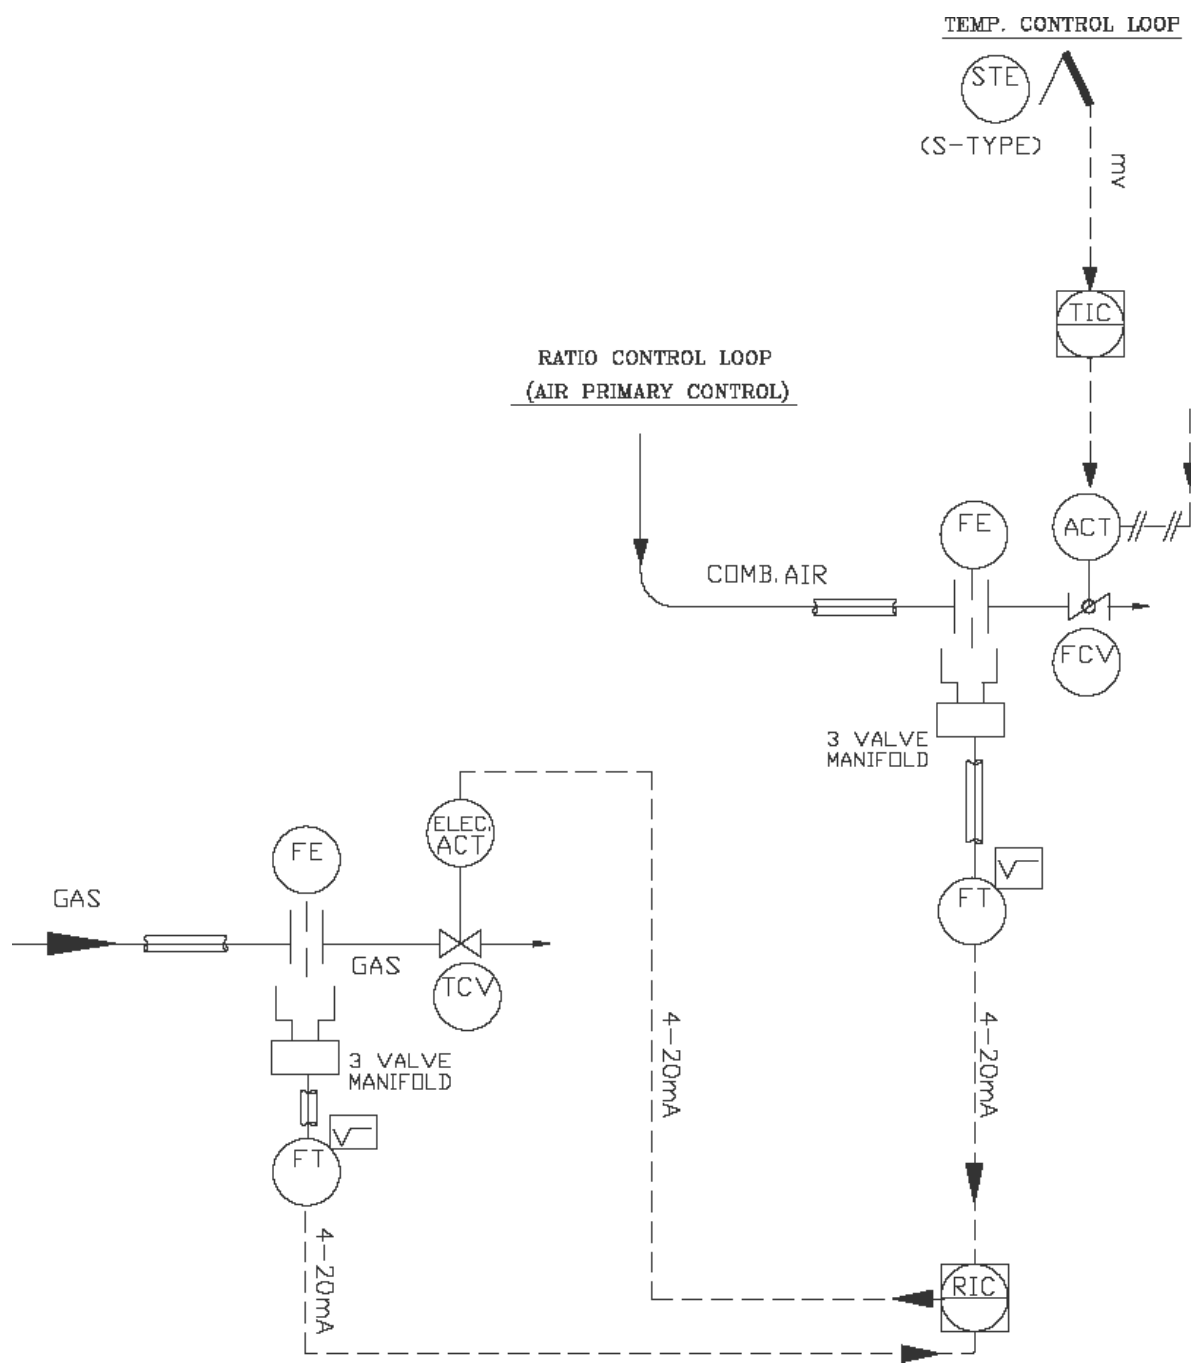 TEMP. CONTROL LOOP
STE
(S-TYPE)
mv
TIC
RATIO CONTROL LOOP
(AIR PRIMARY CONTROL)
FE
ACT
COMB. AIR
FCV
3 VALVE
MANIFOLD
ELEC.
ACT
FE
GAS
FT
GAS
TCV
4-20mA
4-20mA
3 VALVE
MANIFOLD
FT
4-20mA
RIC